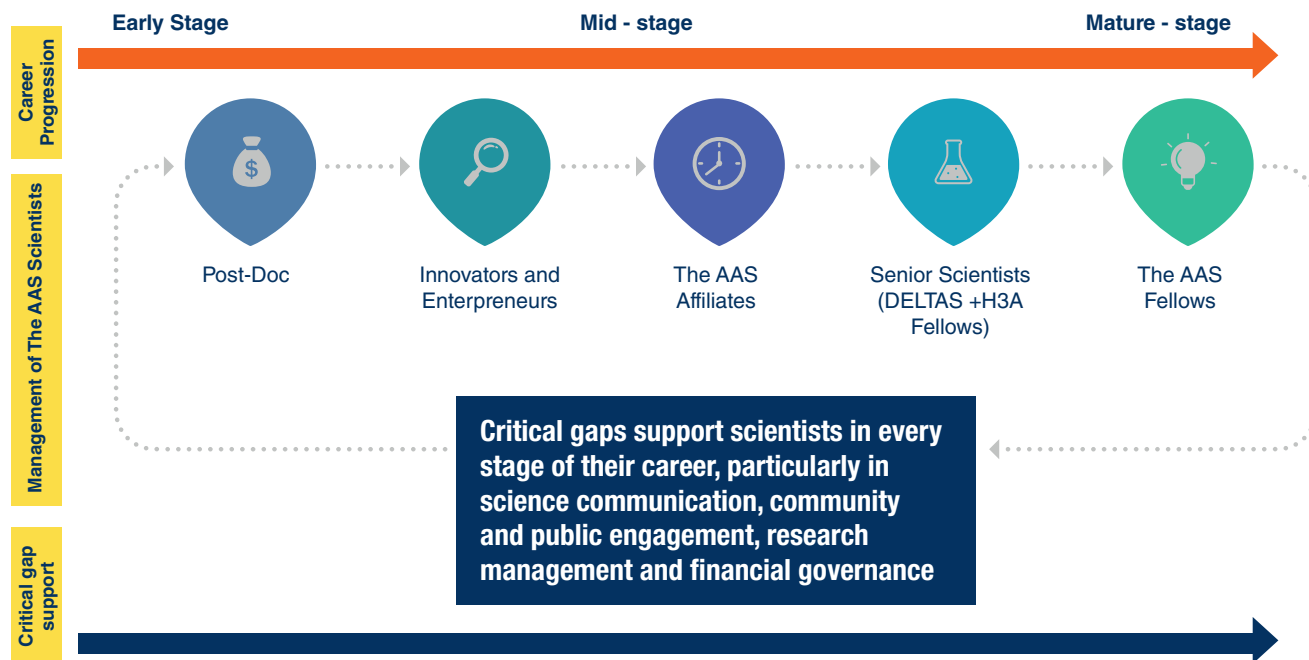 Early Stage
Mid - stage
Mature - stage
Career
Progression
$
Post-Doc
Innovators and
Enterpreneurs
The AAS
Affiliates
Senior Scientists
(DELTAS +H3A
Fellows)
The AAS
Fellows
Management of The AAS Scientists
Critical gaps support scientists in every
stage of their career, particularly in
science communication, community
and public engagement, research
management and financial governance
Critical gap
support